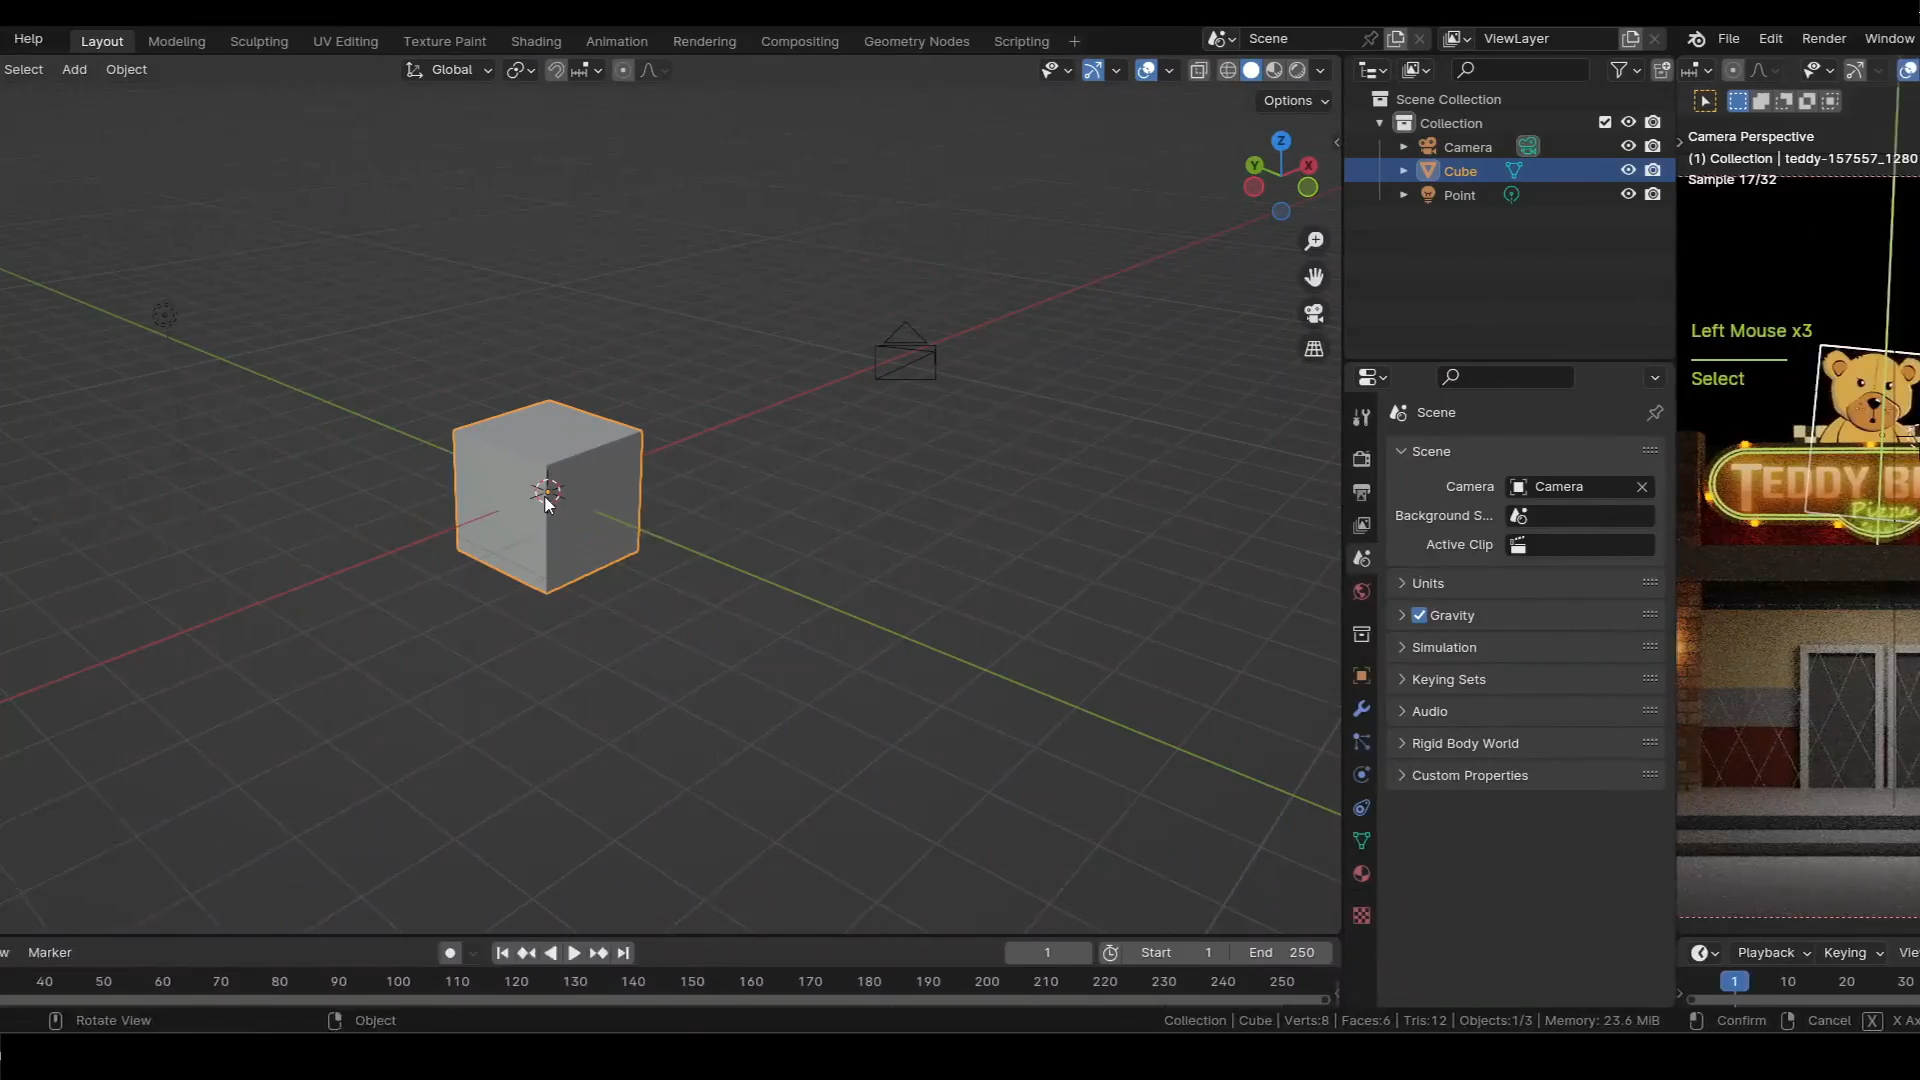 Help Layout Modeling Sculpting UV Editing Texture Paint Shading Animation Rendering Compositing Geometry Nodes Scripting + Scene ViewLayer File Edit Render Window
Select Add Object Global
Options
Z
Y X
Scene Collection
Collection
Camera
Cube
Point
Scene
Scene
Camera Camera
Background S...
Active Clip
Units
Gravity
Simulation
Keying Sets
Audio
Rigid Body World
Custom Properties
Camera Perspective
(1) Collection | teddy-157557_1280
Sample 17/32
Left Mouse x3
Select
TEDDY B
Pizza
Marker 1 Start 1 End 250 Playback Keying
40 50 60 70 80 90 100 110 120 130 140 150 160 170 180 190 200 210 220 230 240 250 1 10 20 30
Rotate View Object Collection | Cube | Verts:8 | Faces:6 | Tris:12 | Objects:1/3 | Memory: 23.6 MiB Confirm Cancel X X Ax